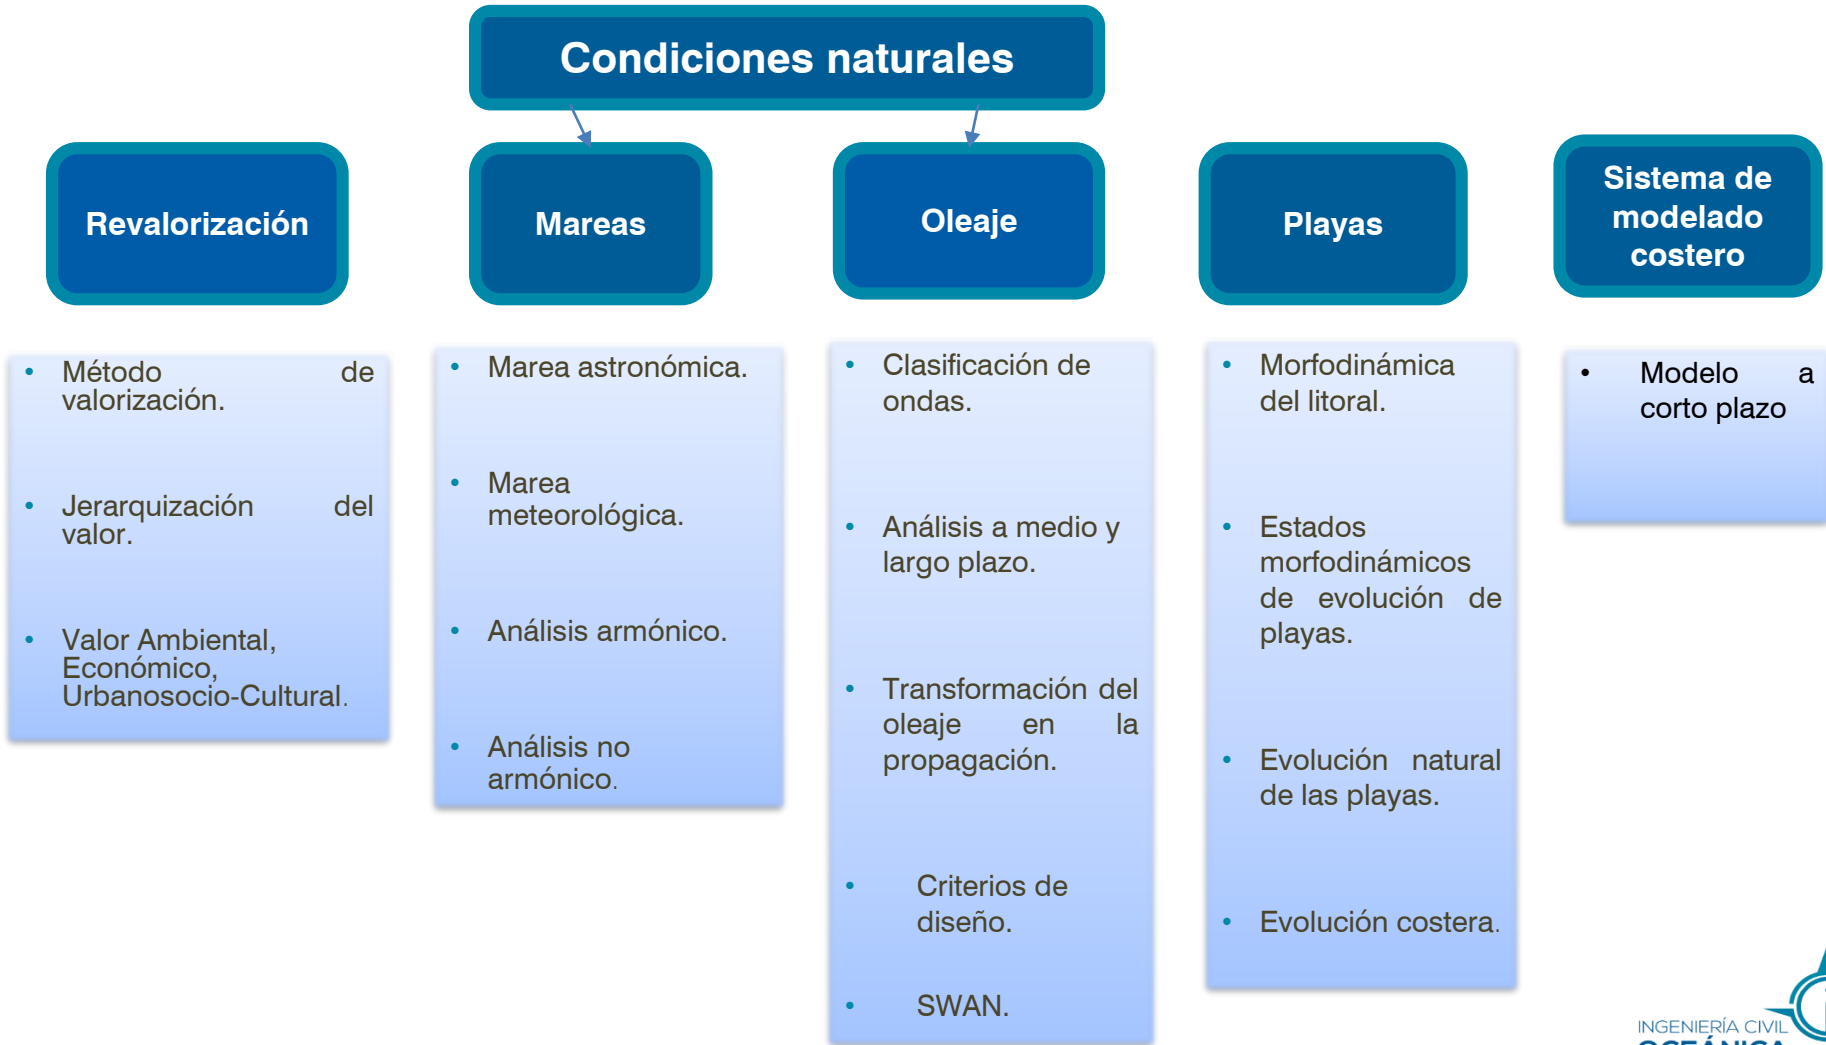 Condiciones naturales
Revalorización
Mareas
Oleaje
Playas
Sistema de
modelado
costero
• Método de
valorización.
• Jerarquización del
valor.
• Valor Ambiental,
Económico,
Urbanosocio-Cultural.
• Marea astronómica.
• Marea
meteorológica.
• Análisis armónico.
• Análisis no
armónico.
• Clasificación de
ondas.
• Análisis a medio y
largo plazo.
• Transformación del
oleaje en la
propagación.
• Criterios de
diseño.
• SWAN.
• Morfodinámica
del litoral.
• Estados
morfodinámicos
de evolución de
playas.
• Evolución natural
de las playas.
• Evolución costera.
• Modelo a
corto plazo
INGENIERÍA CIVIL
OCEÁNICA